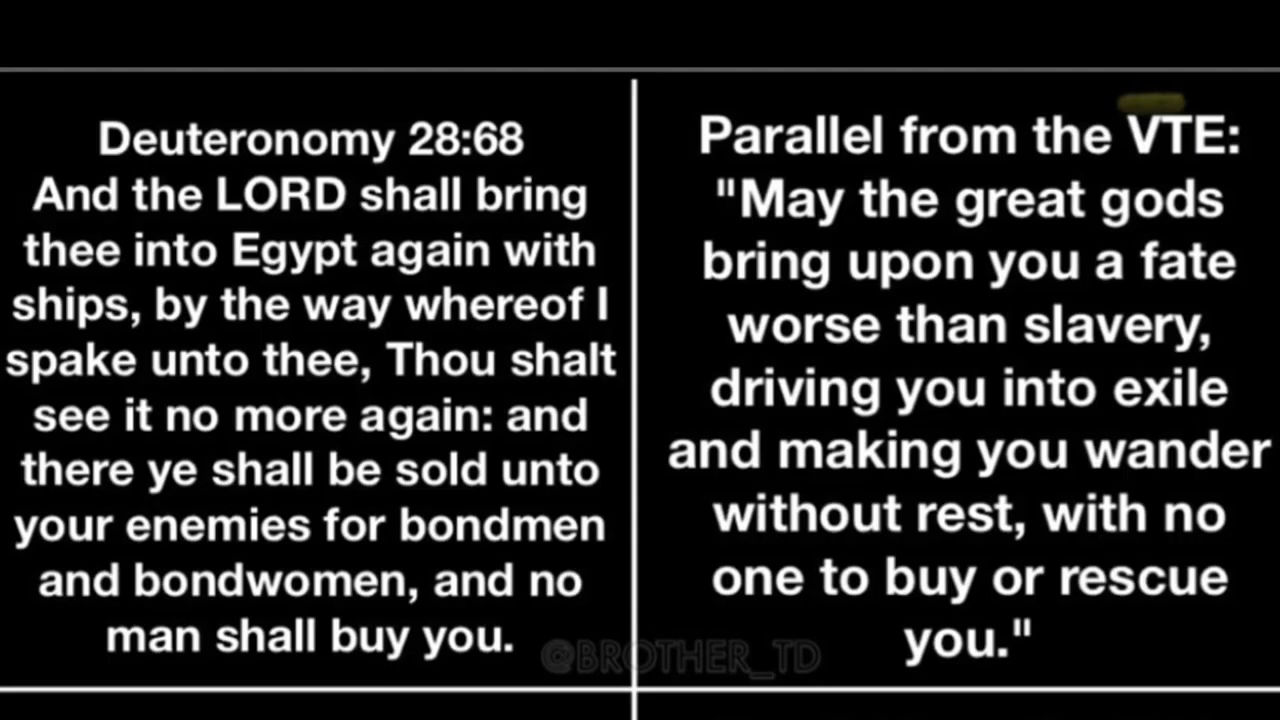 Deuteronomy 28:68
And the LORD shall bring
thee into Egypt again with
ships, by the way whereof I
spake unto thee, Thou shalt
see it no more again: and
there ye shall be sold unto
your enemies for bondmen
and bondwomen, and no
man shall buy you.
Parallel from the VTE:
"May the great gods
bring upon you a fate
worse than slavery,
driving you into exile
and making you wander
without rest, with no
one to buy or rescue
you."
@BROTHER_TD